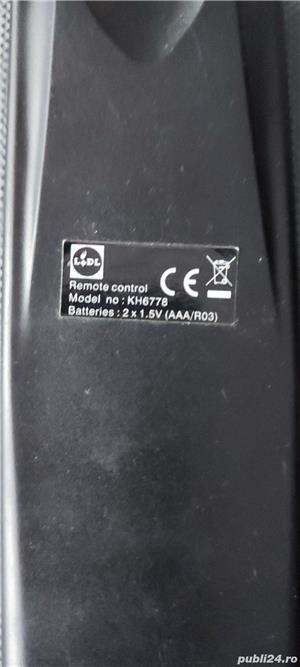 LIDL
Remote control
Model no : KH6778
Batteries : 2 x 1.5V (AAA/R03)
CE
publi24.ro